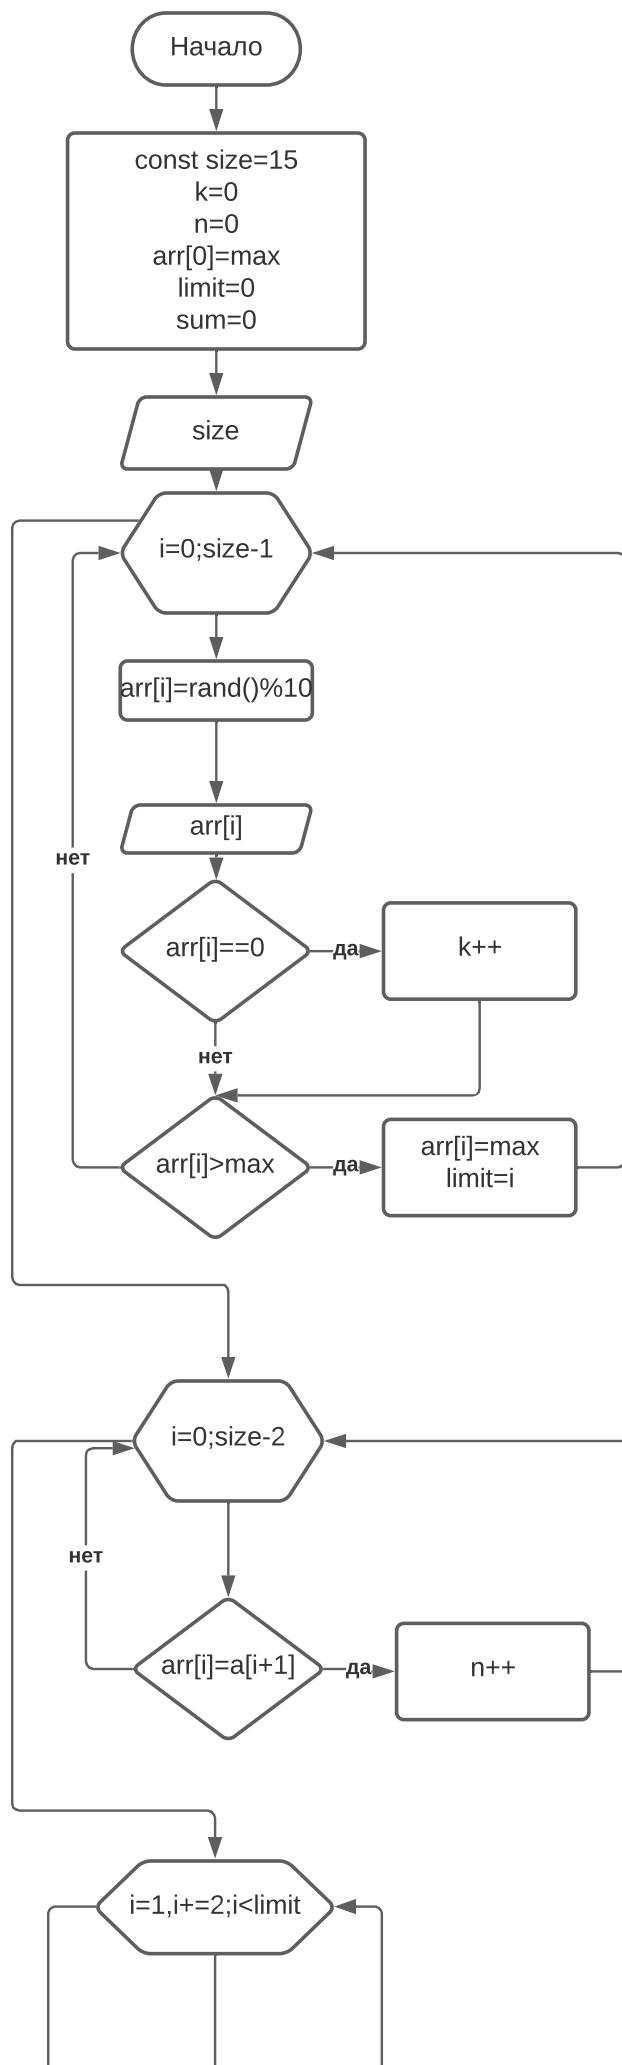 Начало
const size=15
k=0
n=0
arr[0]=max
limit=0
sum=0
size
i=0;size-1
arr[i]=rand()%10
arr[i]
нет
arr[i]==0
да
k++
нет
arr[i]>max
да
arr[i]=max
limit=i
i=0;size-2
нет
arr[i]=a[i+1]
да
n++
i=1,i+=2;i<limit